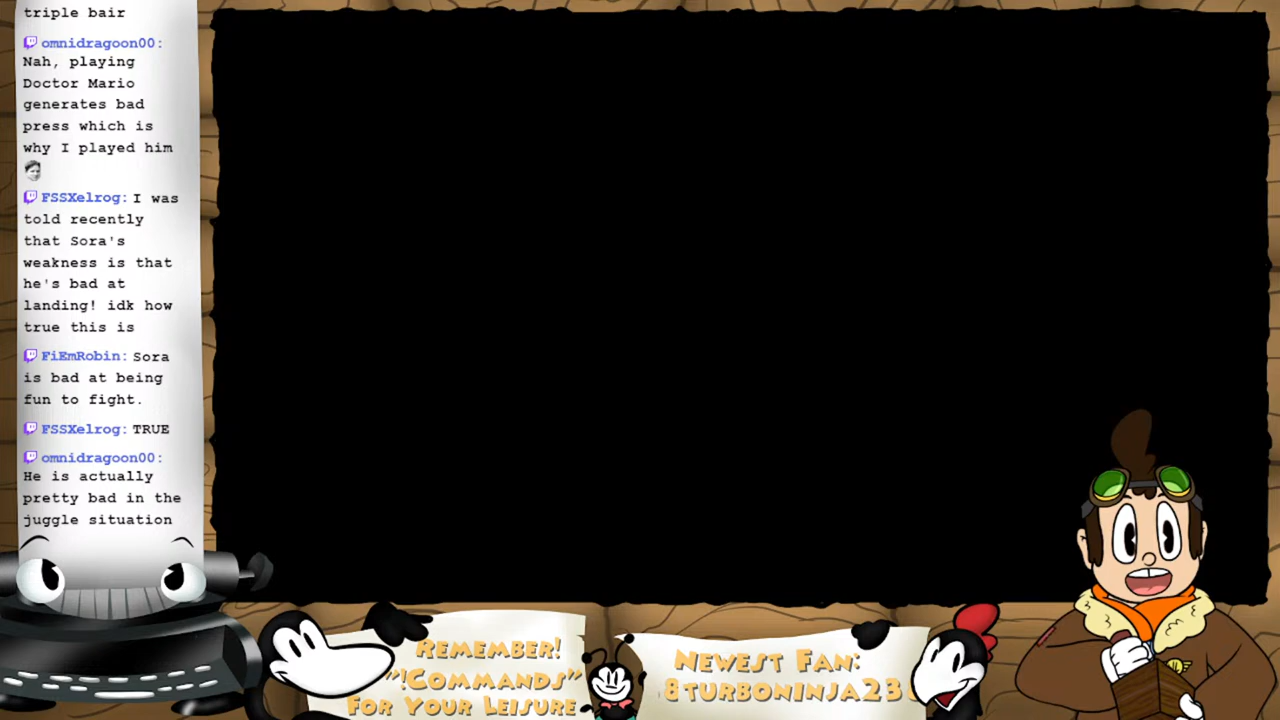 triple bair
omnidragoon00:
Nah, playing
Doctor Mario
generates bad
press which is
why I played him
FSSXelrog: I was
told recently
that Sora's
weakness is that
he's bad at
landing! idk how
true this is
FiEmRobin: Sora
is bad at being
fun to fight.
FSSXelrog: TRUE
omnidragoon00:
He is actually
pretty bad in the
juggle situation
Remember!
"!Commands"
For Your Leisure
Newest Fan:
8turboninja23